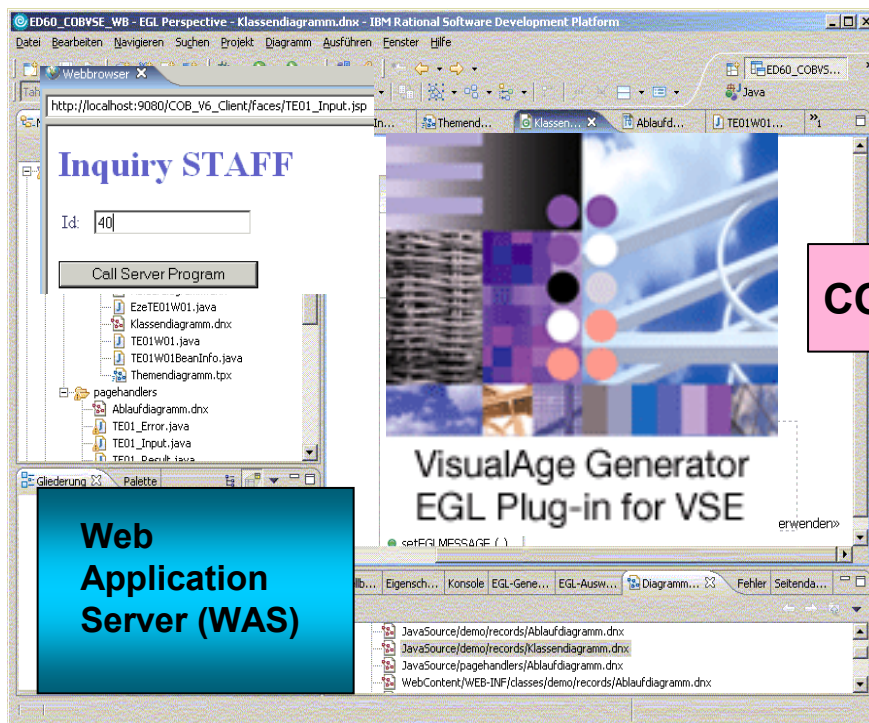 ED60_COBVSE_WB - EGL Perspective - Klassendiagramm.dnx - IBM Rational Software Development Platform
Datei Bearbeiten Navigieren Suchen Projekt Diagramm Ausführen Fenster Hilfe
Webbrowser
ED60_COBVS...
Java
http://localhost:9080/COB_V6_Client/faces/TE01_Input.jsp
In... Themend... Klassen... Ablaufd... TE01W01... »1
Inquiry STAFF
Id: 40
Call Server Program
CO
EzeTE01W01.java
Klassendiagramm.dnx
TE01W01.java
TE01W01BeanInfo.java
Themendiagramm.tpx
pagehandlers
Ablaufdiagramm.dnx
TE01_Error.java
TE01_Input.java
TE01_Result.java
VisualAge Generator
EGL Plug-in for VSE
Gliederung Palette
erwenden»
setEGLMESSAGE ( )
Web
Application
Server (WAS)
Eigensch... Konsole EGL-Gene... EGL-Ausw... Diagramm... Fehler Seitenda...
JavaSource/demo/records/Ablaufdiagramm.dnx
JavaSource/demo/records/Klassendiagramm.dnx
JavaSource/pagehandlers/Ablaufdiagramm.dnx
WebContent/WEB-INF/classes/demo/records/Ablaufdiagramm.dnx